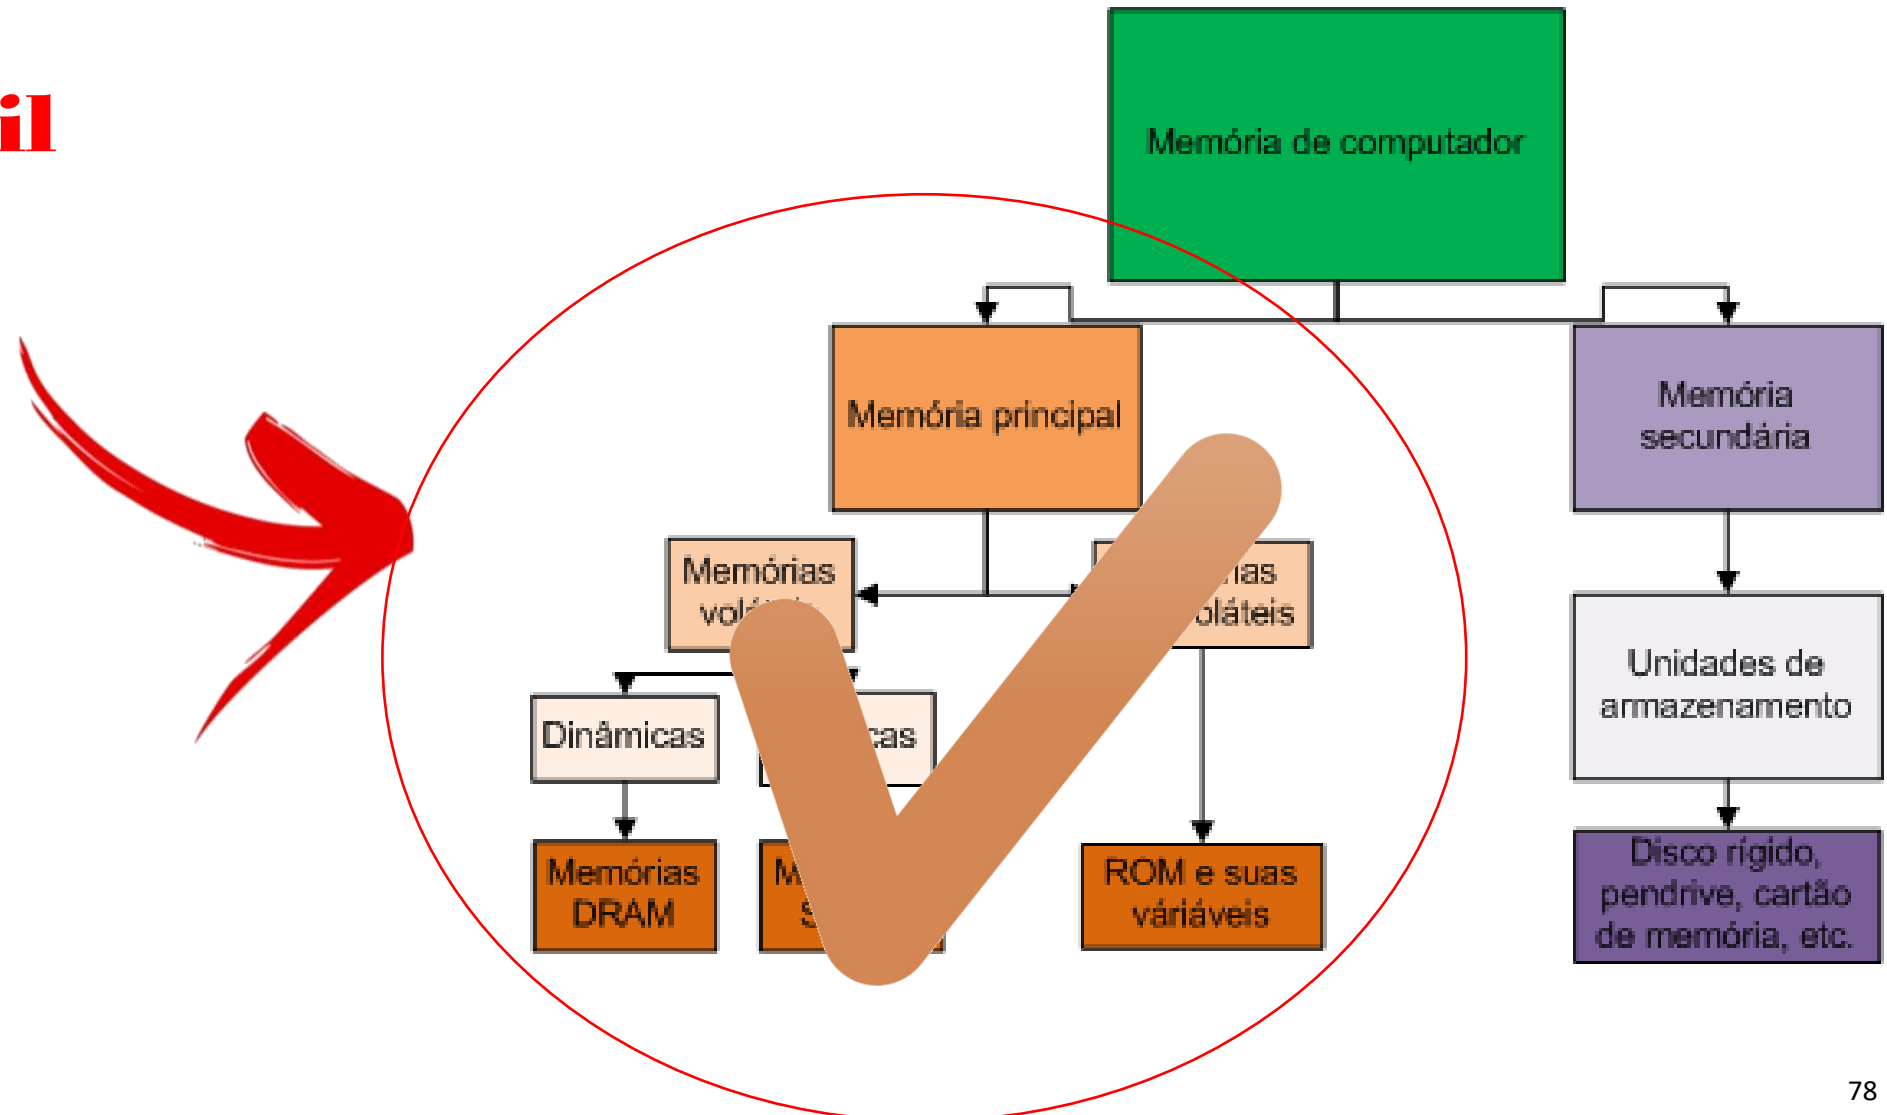 il
Memória de computador
Memória principal
Memória
secundária
Memórias
Unidades de
armazenamento
Dinâmicas
Memórias
DRAM
ROM e suas
váriáveis
Disco rígido,
pendrive, cartão
de memória, etc.
78